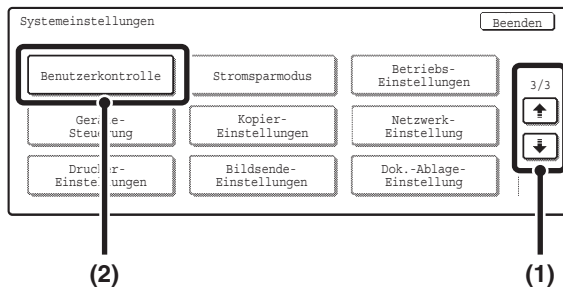 Systemeinstellungen
Beenden
Benutzerkontrolle
Stromsparmodus
Betriebs-
Einstellungen
3/3
Geräte-
Steuerung
Kopier-
Einstellungen
Netzwerk-
Einstellung
Drucker-
Einstellungen
Bildsende-
Einstellungen
Dok.-Ablage-
Einstellung
(2)
(1)